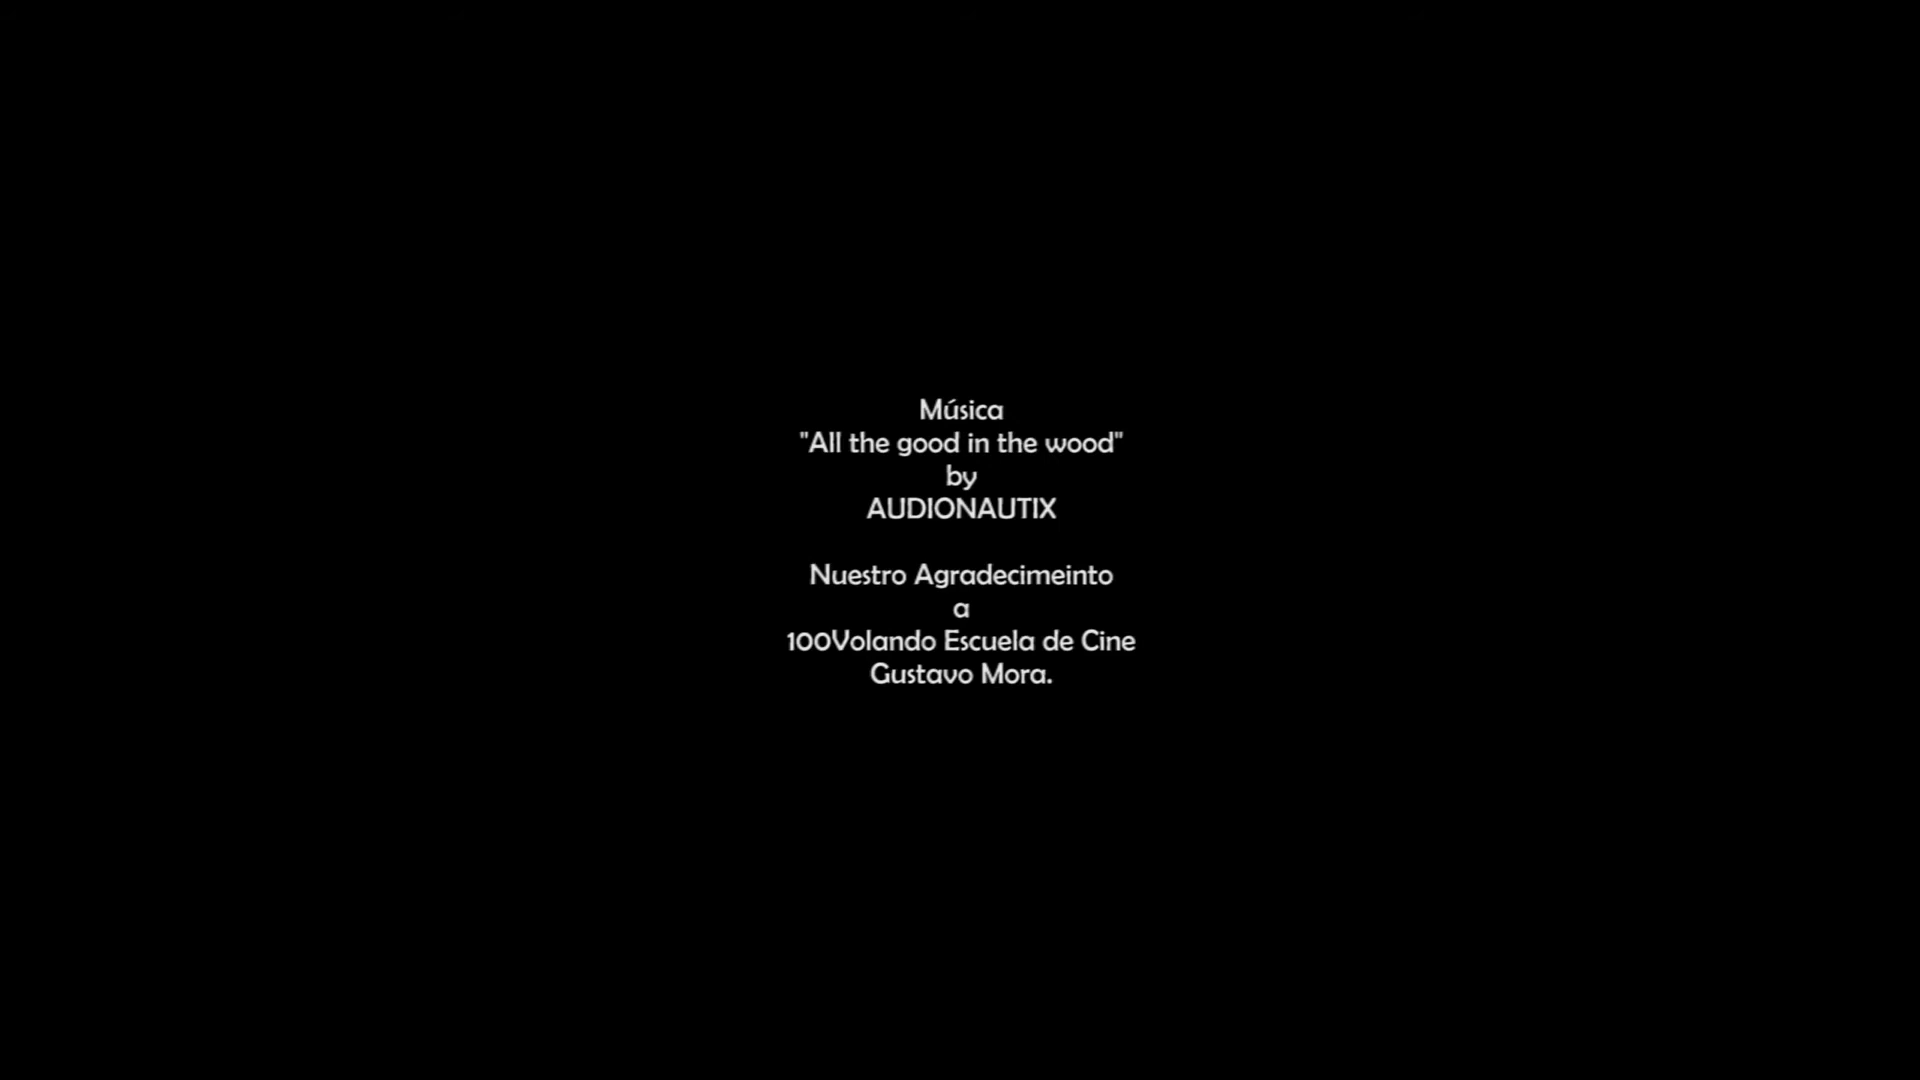 Música
"All the good in the wood"
by
AUDIONAUTIX
Nuestro Agradecimeinto
a
100Volando Escuela de Cine
Gustavo Mora.